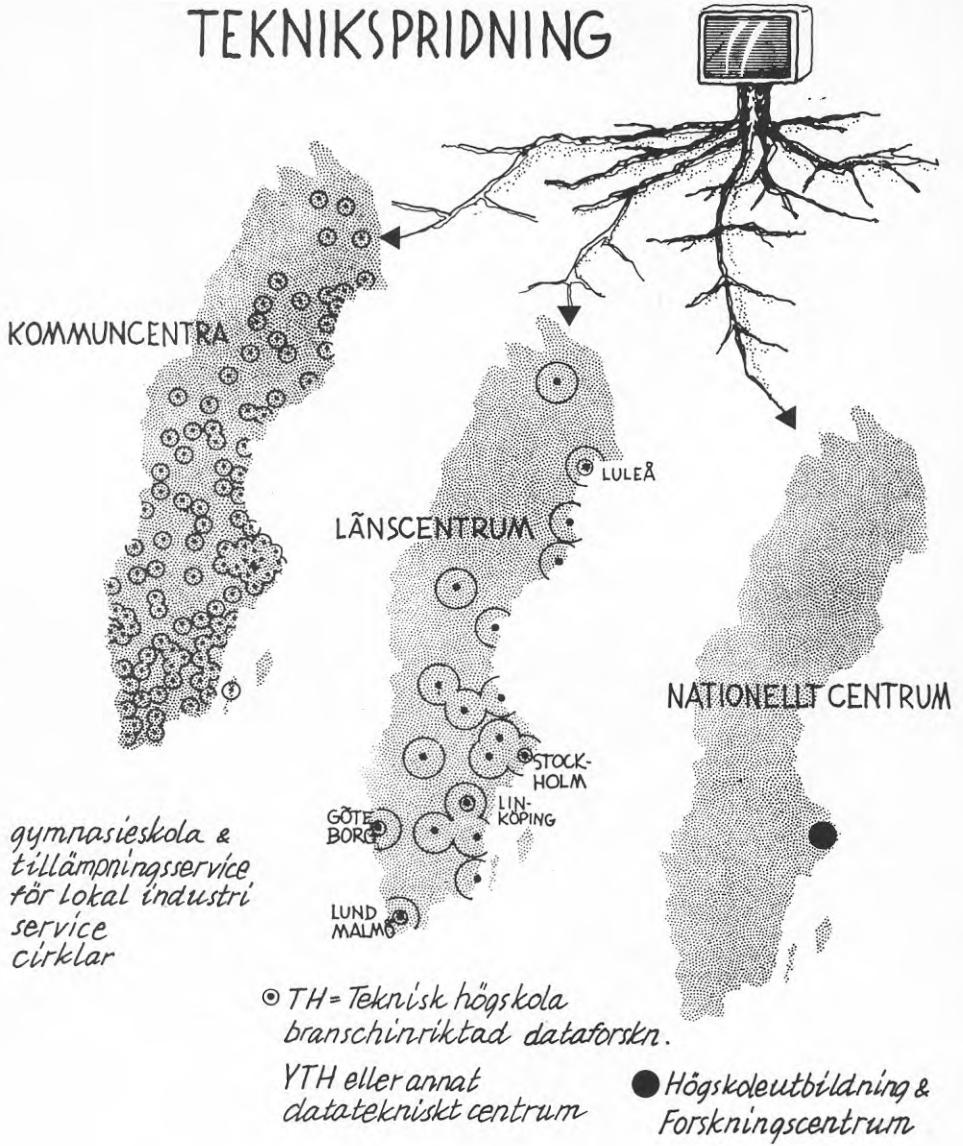 TEKNIKSPRIDNING
KOMMUNCENTRA
LÄNSCENTRUM
LULEÅ
NATIONELLT CENTRUM
STOCK-
HOLM
LIN-
KÖPING
GÖTE
BORG
LUND
MALMÖ
gymnasieskola &
tillämpningsservice
för lokal industri
service
cirklar
TH = Teknisk högskola
branschinriktad dataforskn.
YTH eller annat
datatekniskt centrum
Högskoleutbildning &
Forskningscentrum